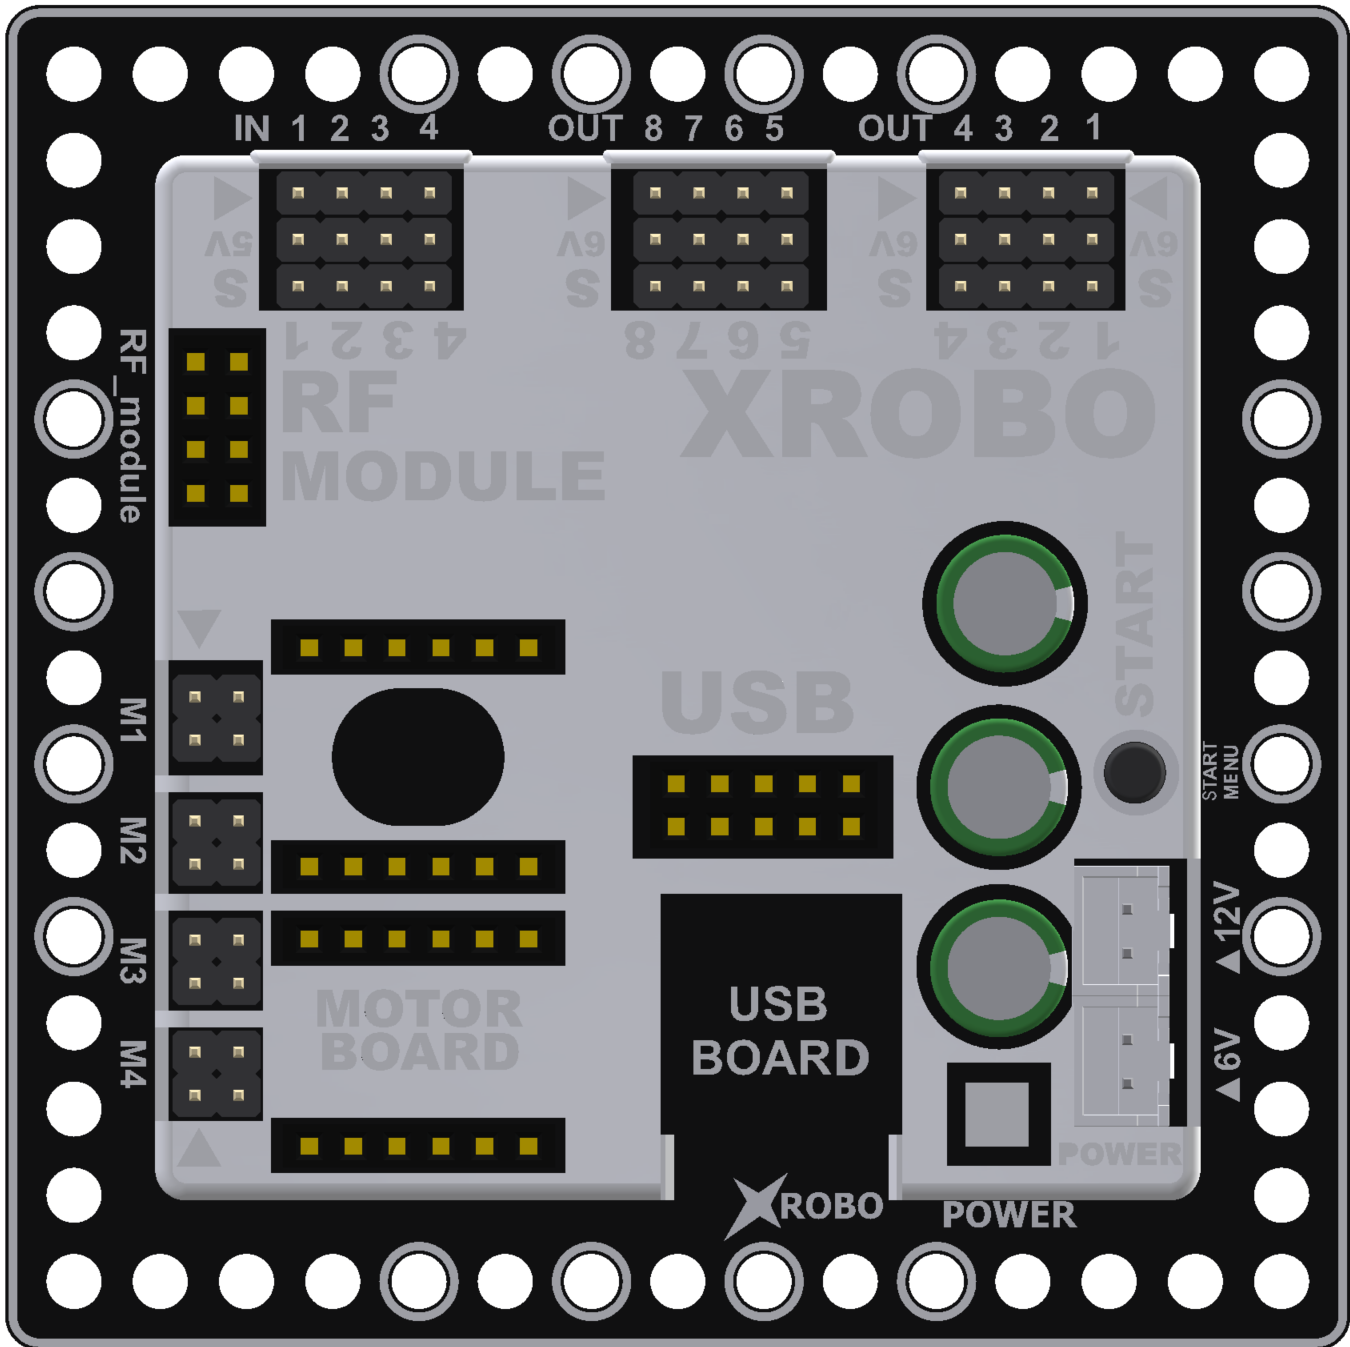 IN 1 2 3 4
OUT 8 7 6 5
OUT 4 3 2 1
5V
S
6V
S
6V
S
6V
S
1 2 3 4
8 7 6 5
4 3 2 1
RF_module
RF
MODULE
XROBO
START
M1
M2
M3
M4
USB
START
MENU
12V
6V
MOTOR
BOARD
USB
BOARD
POWER
XROBO
POWER